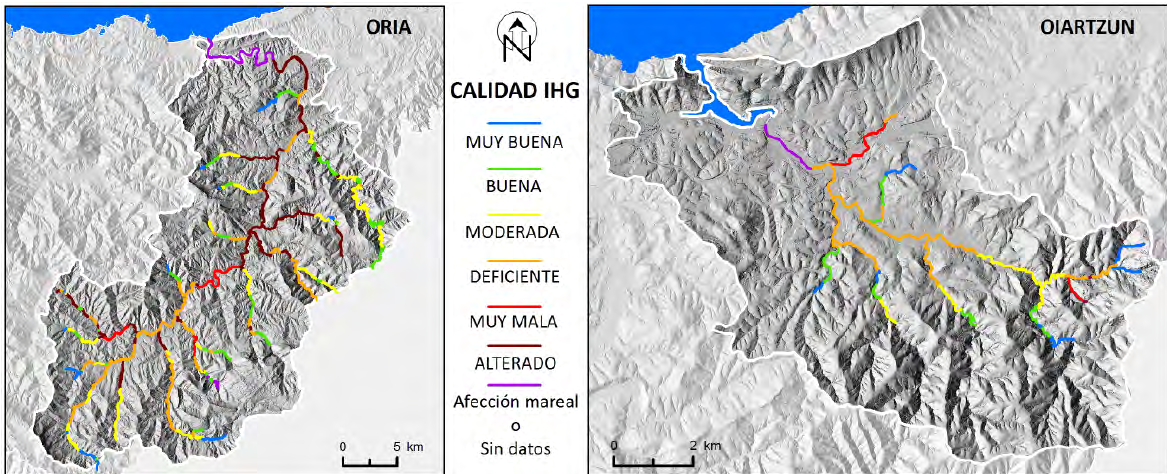 ORIA
0 5 km
N
CALIDAD IHG
MUY BUENA
BUENA
MODERADA
DEFICIENTE
MUY MALA
ALTERADO
Afección mareal
o
Sin datos
OIARTZUN
0 2 km